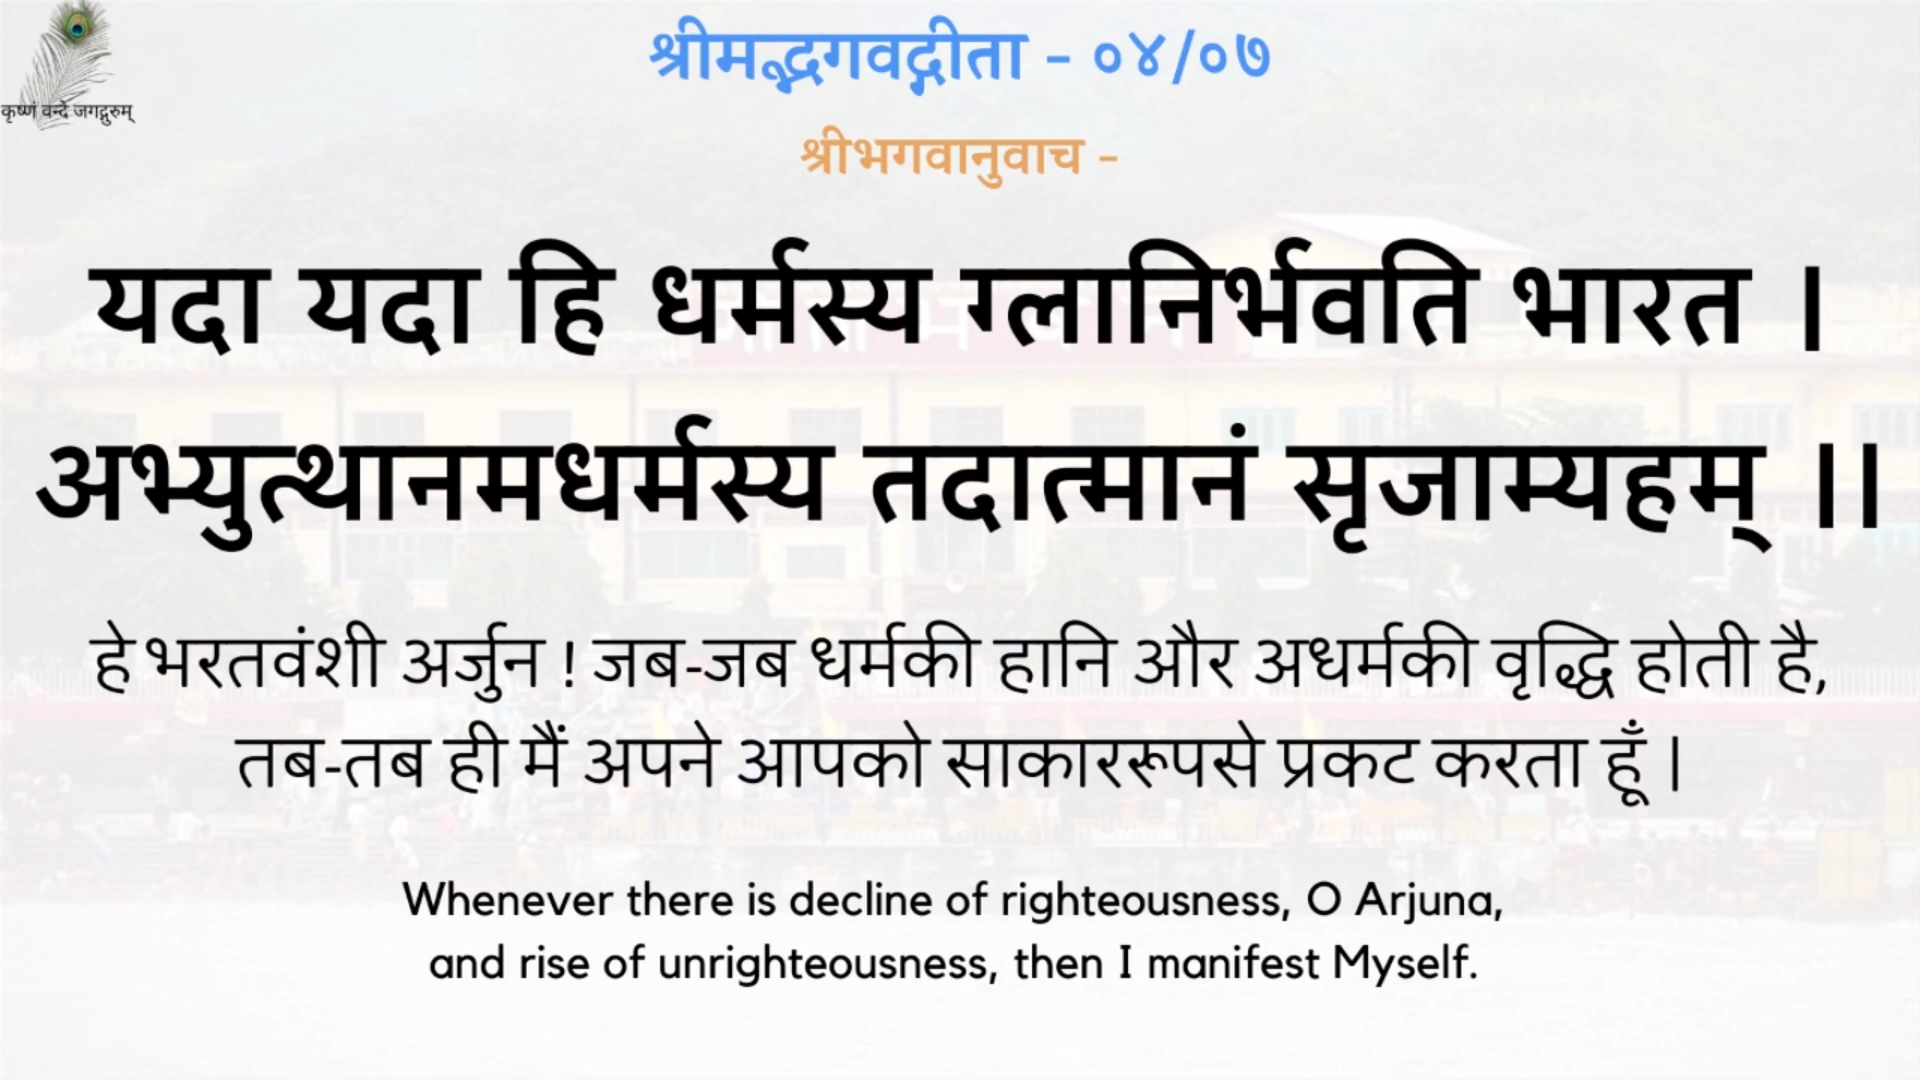 श्रीमद्भगवद्गीता - ०४/०७
कृष्णं वन्दे जगद्गुरुम्
श्रीभगवानुवाच -
यदा यदा हि धर्मस्य ग्लानिर्भवति भारत ।
अभ्युत्थानमधर्मस्य तदात्मानं सृजाम्यहम् ।।
हे भरतवंशी अर्जुन ! जब-जब धर्मकी हानि और अधर्मकी वृद्धि होती है,
तब-तब ही मैं अपने आपको साकाररूपसे प्रकट करता हूँ ।
Whenever there is decline of righteousness, O Arjuna,
and rise of unrighteousness, then I manifest Myself.